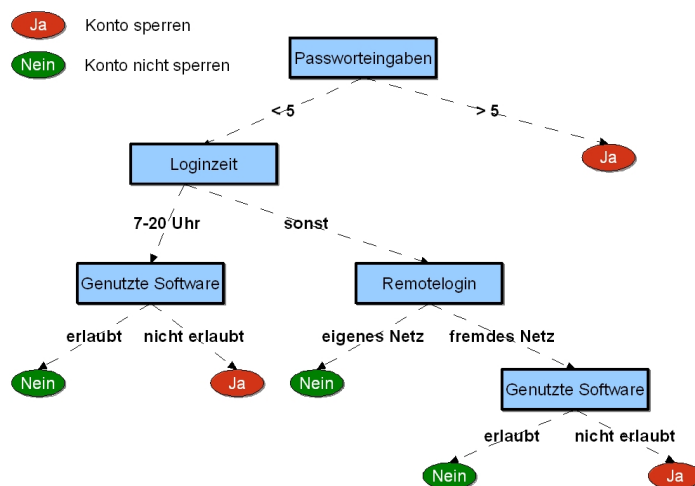 Ja Konto sperren
Nein Konto nicht sperren
Passworteingaben
< 5 > 5
Loginzeit
Ja
7-20 Uhr sonst
Genutzte Software Remotelogin
erlaubt nicht erlaubt eigenes Netz fremdes Netz
Nein Ja Nein
Genutzte Software
erlaubt nicht erlaubt
Nein Ja